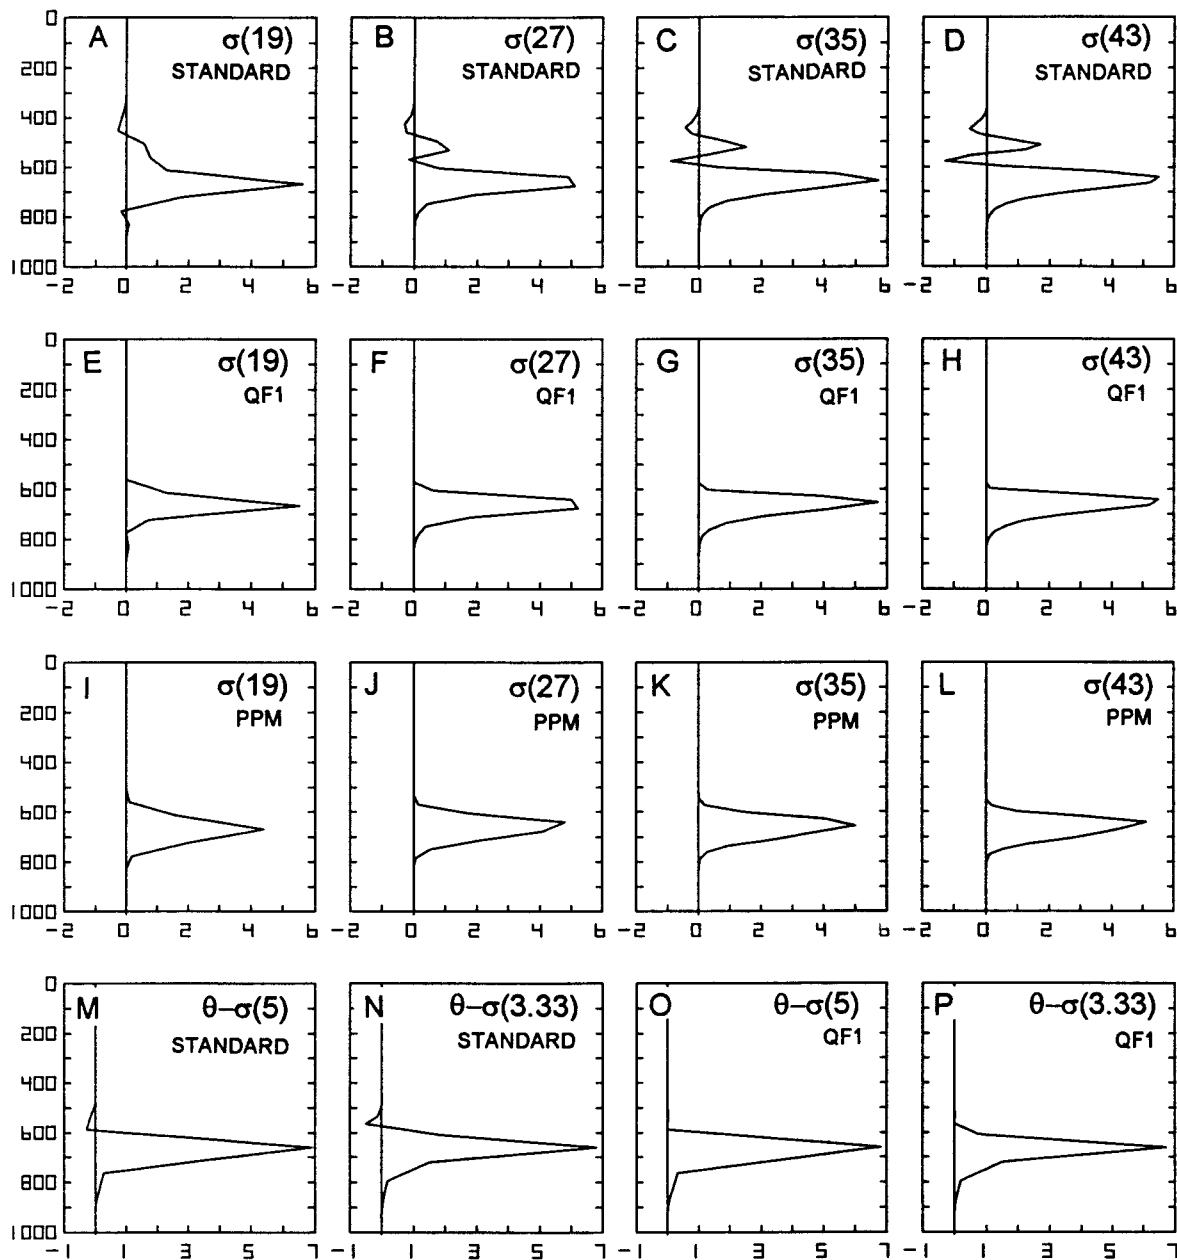 A σ(19) STANDARD
B σ(27) STANDARD
C σ(35) STANDARD
D σ(43) STANDARD
0
200
400
600
800
1000
-2 0 2 4 6
-2 0 2 4 6
-2 0 2 4 6
-2 0 2 4 6
E σ(19) QF1
F σ(27) QF1
G σ(35) QF1
H σ(43) QF1
0
200
400
600
800
1000
-2 0 2 4 6
-2 0 2 4 6
-2 0 2 4 6
-2 0 2 4 6
I σ(19) PPM
J σ(27) PPM
K σ(35) PPM
L σ(43) PPM
0
200
400
600
800
1000
-2 0 2 4 6
-2 0 2 4 6
-2 0 2 4 6
-2 0 2 4 6
M θ–σ(5) STANDARD
N θ–σ(3.33) STANDARD
O θ–σ(5) QF1
P θ–σ(3.33) QF1
0
200
400
600
800
1000
-1 1 3 5 7
-1 1 3 5 7
-1 1 3 5 7
-1 1 3 5 7